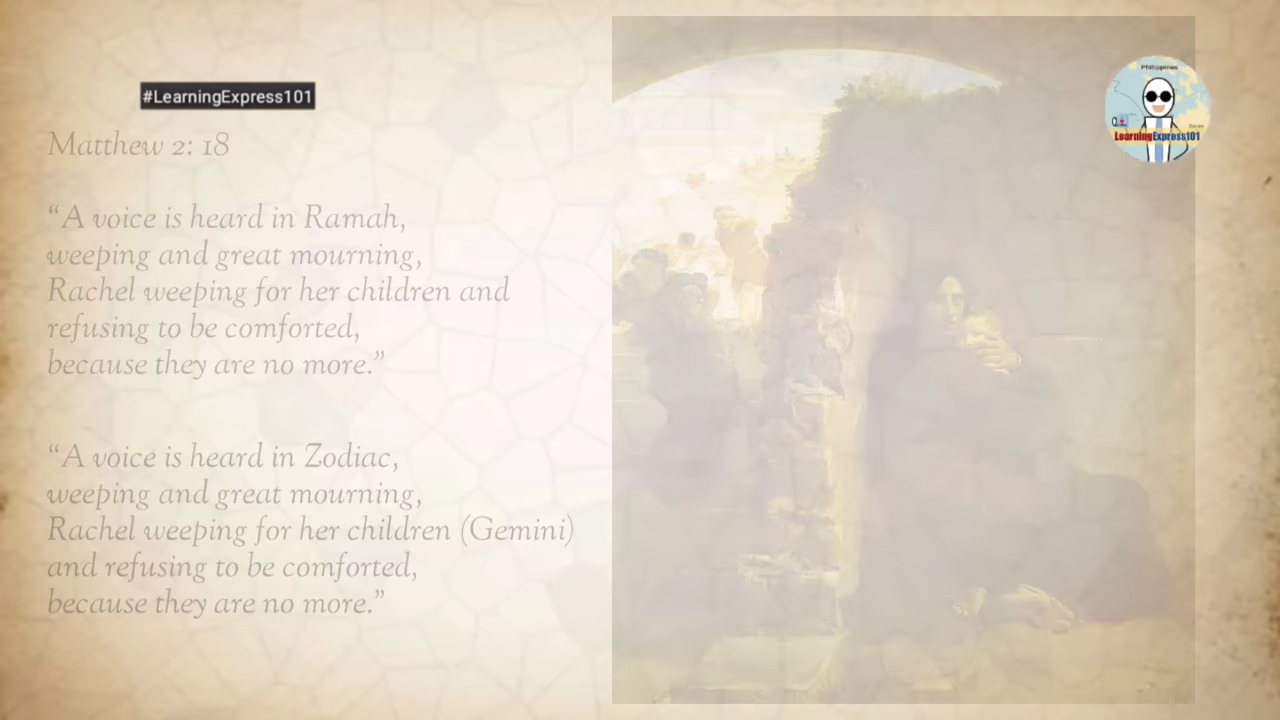 #LearningExpress101
Matthew 2: 18
“A voice is heard in Ramah,
weeping and great mourning,
Rachel weeping for her children and
refusing to be comforted,
because they are no more.”
“A voice is heard in Zodiac,
weeping and great mourning,
Rachel weeping for her children (Gemini)
and refusing to be comforted,
because they are no more.”
Philippines
LearningExpress101